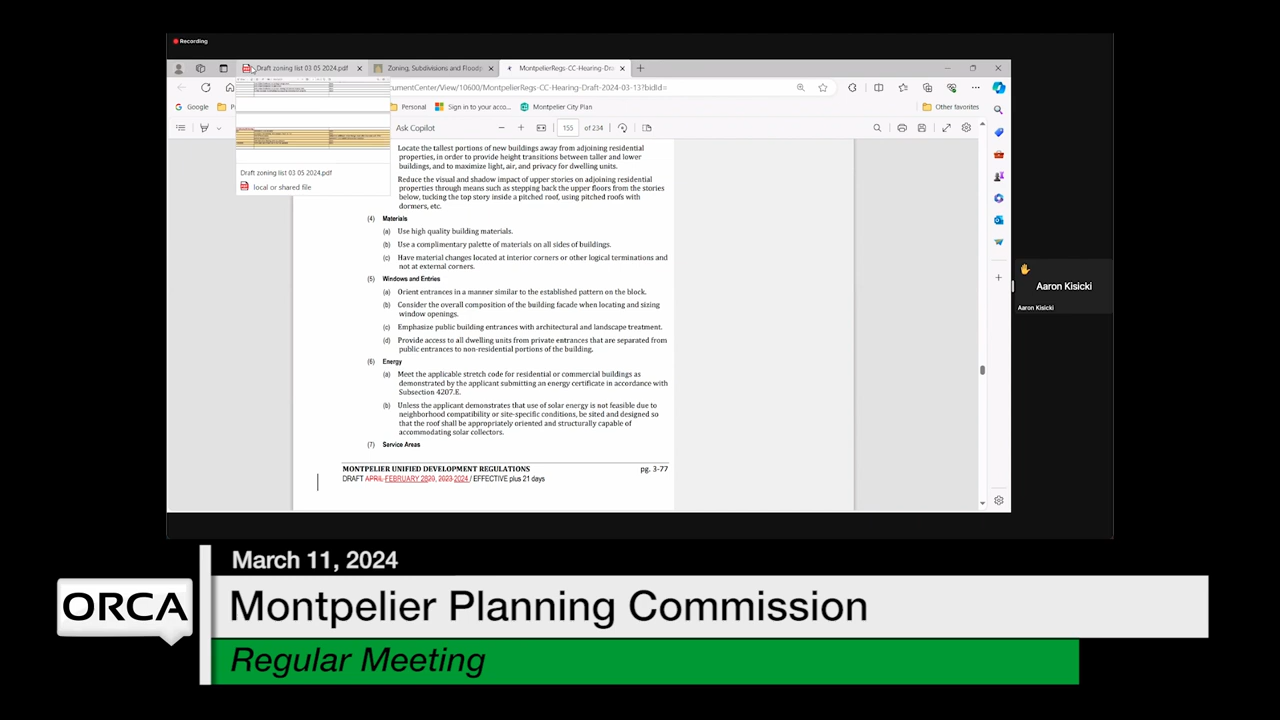 Recording
Draft zoning list 03 05 2024.pdf
Zoning, Subdivisions and Floodp
MontpelierRegs-CC-Hearing-Dra
cumentCenter/View/10600/MontpelierRegs-CC-Hearing-Draft-2024-03-13?bidId=
Google
Personal
Sign in to your acco...
Montpelier City Plan
Other favorites
Ask Copilot
155 of 234
Draft zoning list 03 05 2024.pdf
local or shared file
Locate the tallest portions of new buildings away from adjoining residential
properties, in order to provide height transitions between taller and lower
buildings, and to maximize light, air, and privacy for dwelling units.
Reduce the visual and shadow impact of upper stories on adjoining residential
properties through means such as stepping back the upper floors from the stories
below, tucking the top story inside a pitched roof, using pitched roofs with
dormers, etc.
(4) Materials
(a) Use high quality building materials.
(b) Use a complimentary palette of materials on all sides of buildings.
(c) Have material changes located at interior corners or other logical terminations and
not at external corners.
(5) Windows and Entries
(a) Orient entrances in a manner similar to the established pattern on the block.
(b) Consider the overall composition of the building facade when locating and sizing
window openings.
(c) Emphasize public building entrances with architectural and landscape treatment.
(d) Provide access to all dwelling units from private entrances that are separated from
public entrances to non-residential portions of the building.
(6) Energy
(a) Meet the applicable stretch code for residential or commercial buildings as
demonstrated by the applicant submitting an energy certificate in accordance with
Subsection 4207.E.
(b) Unless the applicant demonstrates that use of solar energy is not feasible due to
neighborhood compatibility or site-specific conditions, be sited and designed so
that the roof shall be appropriately oriented and structurally capable of
accommodating solar collectors.
(7) Service Areas
MONTPELIER UNIFIED DEVELOPMENT REGULATIONS pg. 3-77
DRAFT APRIL FEBRUARY 2820, 2023 2024 / EFFECTIVE plus 21 days
Aaron Kisicki
Aaron Kisicki
March 11, 2024
ORCA
Montpelier Planning Commission
Regular Meeting